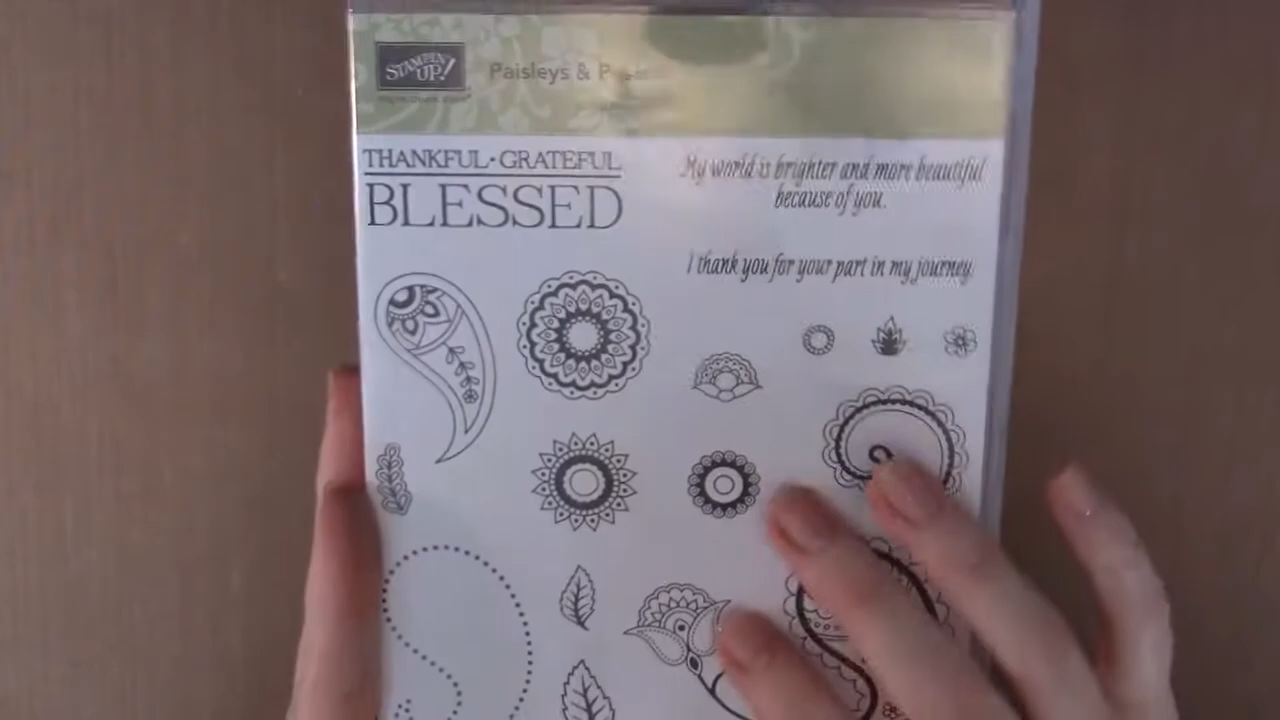 STAMPIN' UP!
Paisleys &
THANKFUL·GRATEFUL
BLESSED
My world is brighter and more beautiful
because of you.
I thank you for your part in my journey.